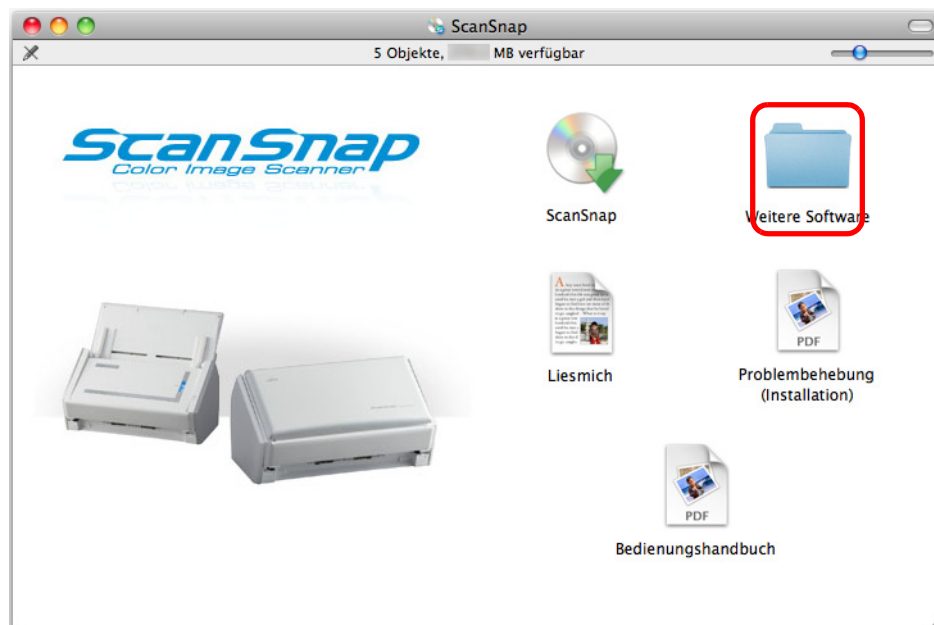 ScanSnap
5 Objekte, MB verfügbar
ScanSnap
Color Image Scanner
ScanSnap
Weitere Software
Liesmich
PDF
Problembehebung
(Installation)
PDF
Bedienungshandbuch